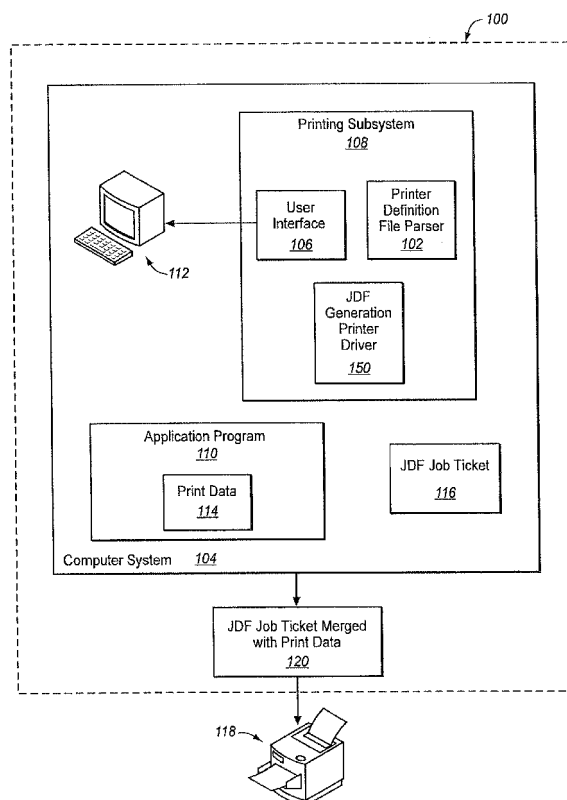 100
Printing Subsystem
108
User
Interface
106
Printer
Definition
File Parser
102
112
JDF
Generation
Printer
Driver
150
Application Program
110
Print Data
114
JDF Job Ticket
116
Computer System 104
JDF Job Ticket Merged
with Print Data
120
118